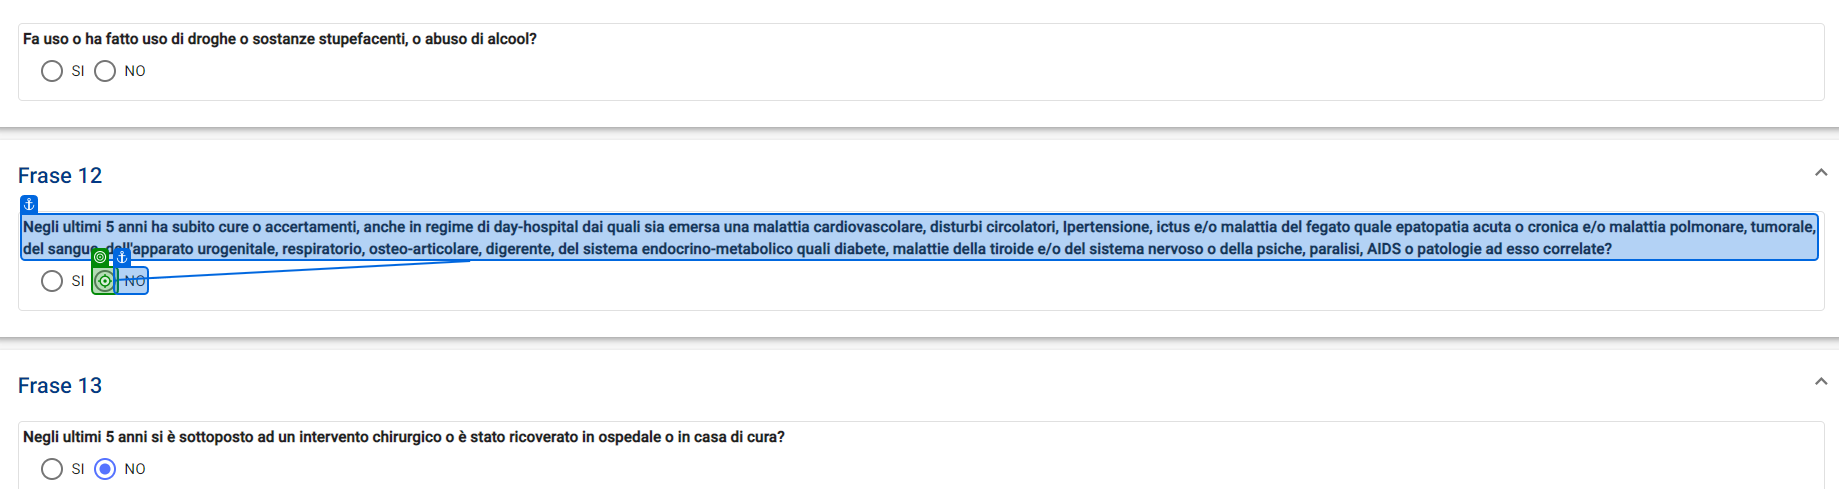 Fa uso o ha fatto uso di droghe o sostanze stupefacenti, o abuso di alcool?
SI NO
Frase 12
Negli ultimi 5 anni ha subito cure o accertamenti, anche in regime di day-hospital dai quali sia emersa una malattia cardiovascolare, disturbi circolatori, Ipertensione, ictus e/o malattia del fegato quale epatopatia acuta o cronica e/o malattia polmonare, tumorale,
del sangue, dell'apparato urogenitale, respiratorio, osteo-articolare, digerente, del sistema endocrino-metabolico quali diabete, malattie della tiroide e/o del sistema nervoso o della psiche, paralisi, AIDS o patologie ad esso correlate?
SI NO
Frase 13
Negli ultimi 5 anni si è sottoposto ad un intervento chirurgico o è stato ricoverato in ospedale o in casa di cura?
SI NO